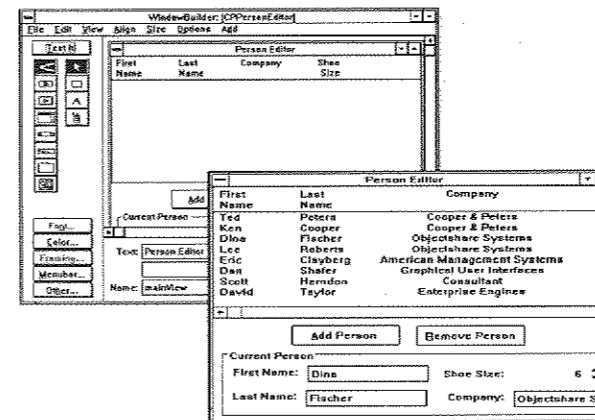 WindowBuilder: [CPPersonEditor]
File Edit View Align Size Options Add
Test it
Person Editor
First Name Last Name Company Shoe Size
Add
Current Person
Font...
Color...
Framing...
Menubar...
Other...
Text: Person Editor
Name: mainView
Person Editor
First Name Last Name Company
Ted Peters Cooper & Peters
Ken Cooper Cooper & Peters
Dina Fischer Objectshare Systems
Lee Roberts Objectshare Systems
Eric Clayberg American Management Systems
Dan Shafer Graphical User Interfaces
Scott Herndon Consultant
David Taylor Enterprise Engines
Add Person Remove Person
Current Person
First Name: Dina Shoe Size: 6
Last Name: Fischer Company: Objectshare S